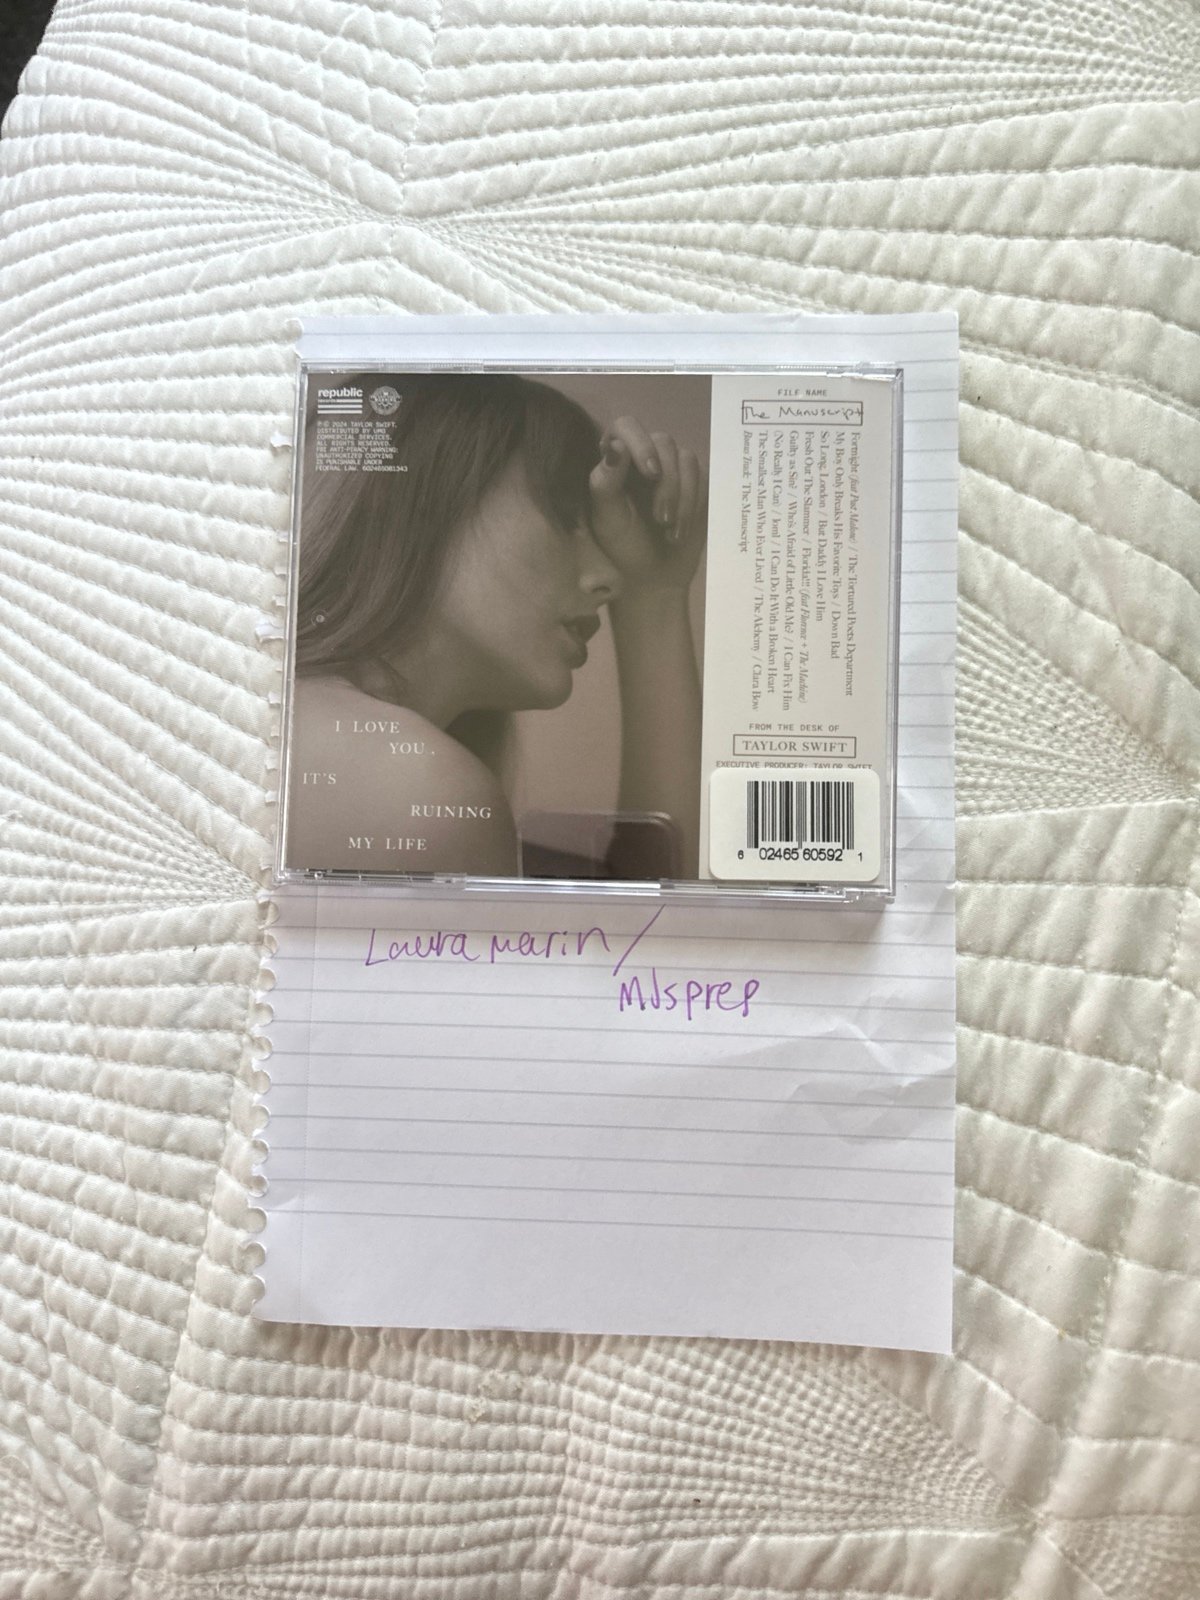 republic
records
℗© 2024 TAYLOR SWIFT.
DISTRIBUTED BY UMG
COMMERCIAL SERVICES.
ALL RIGHTS RESERVED.
FBI ANTI-PIRACY WARNING:
UNAUTHORIZED COPYING
IS PUNISHABLE UNDER
FEDERAL LAW. 602465081343
I LOVE
YOU,
IT'S
RUINING
MY LIFE
FILE NAME
The Manuscript
Fortnight (feat Post Malone) / The Tortured Poets Department
My Boy Only Breaks His Favorite Toys / Down Bad
So Long, London / But Daddy I Love Him
Fresh Out The Slammer / Florida!!! (feat Florence + The Machine)
Guilty as Sin? / Who's Afraid of Little Old Me? / I Can Fix Him
(No Really I Can) / loml / I Can Do It With a Broken Heart
The Smallest Man Who Ever Lived / The Alchemy / Clara Bow
Bonus Track: The Manuscript
FROM THE DESK OF
TAYLOR SWIFT
EXECUTIVE PRODUCER: TAYLOR SWIFT
6 02465 60592 1
Laura marin /
MJsprep